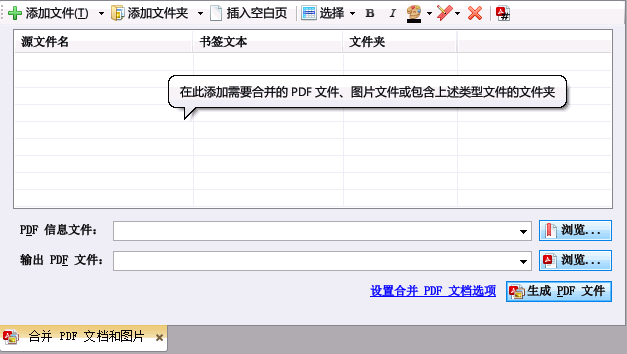 添加文件(I) 添加文件夹 插入空白页 选择 B I
源文件名 书签文本 文件夹
在此添加需要合并的 PDF 文件、图片文件或包含上述类型文件的文件夹
PDF 信息文件: 浏览...
输出 PDF 文件: 浏览...
设置合并 PDF 文档选项 生成 PDF 文件
合并 PDF 文档和图片